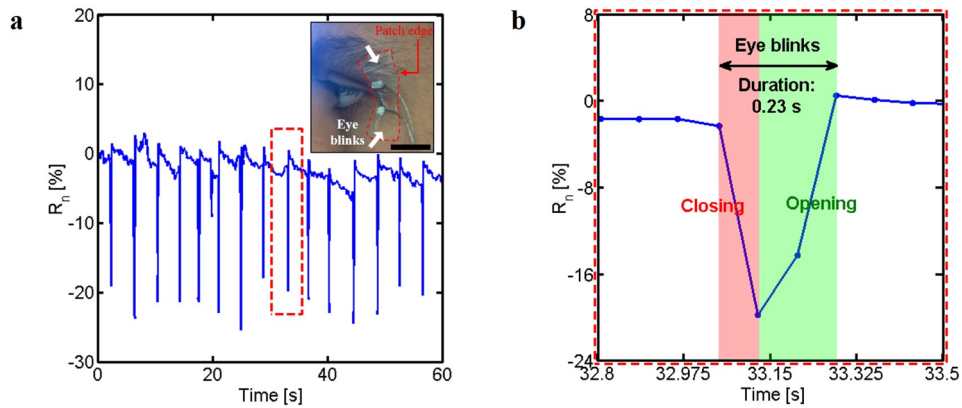 a
20
10
0
-10
-20
-30
0
20
40
60
Rn [%]
Time [s]
Patch edge
Eye
blinks
b
8
0
-8
-16
-24
32.8
32.975
33.15
33.325
33.5
Rn [%]
Time [s]
Eye blinks
Duration:
0.23 s
Closing
Opening